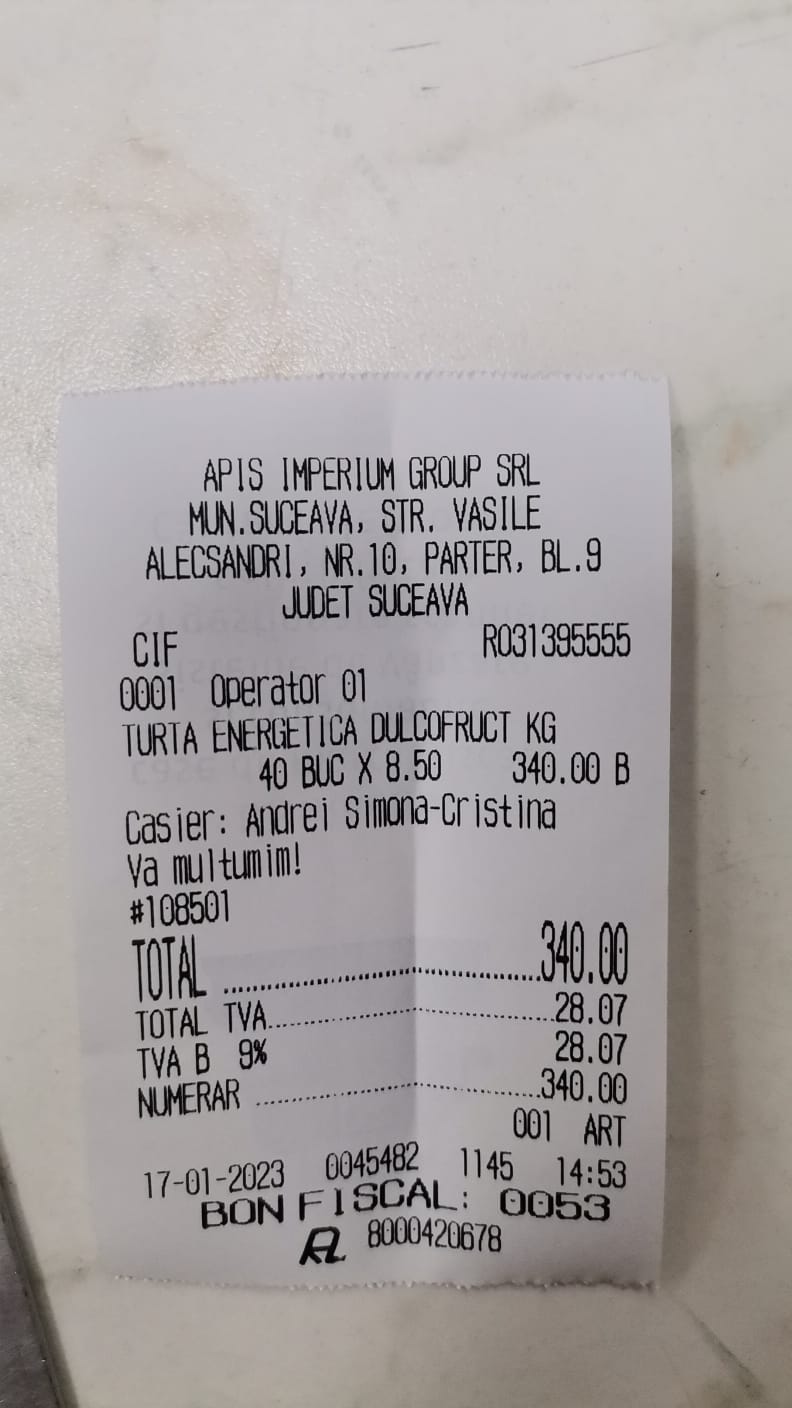 APIS IMPERIUM GROUP SRL
MUN.SUCEAVA, STR. VASILE
ALECSANDRI, NR.10, PARTER, BL.9
JUDET SUCEAVA
CIF RO31395555
0001 Operator 01
TURTA ENERGETICA DULCOFRUCT KG
40 BUC X 8.50 340.00 B
Casier: Andrei Simona-Cristina
Va multumim!
#108501
TOTAL ........................................340.00
TOTAL TVA........................................28.07
TVA B 9% 28.07
NUMERAR ........................................340.00
001 ART
17-01-2023 0045482 1145 14:53
BON FISCAL: 0053
8000420678